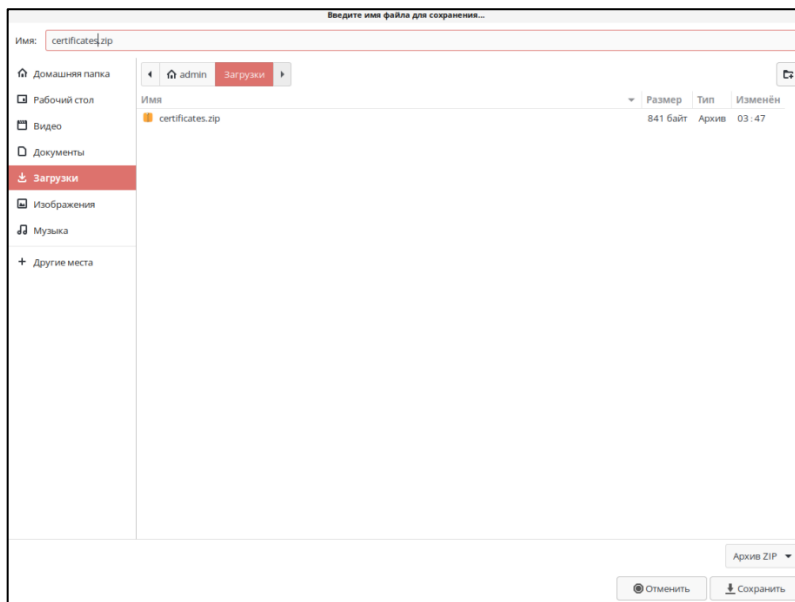 Введите имя файла для сохранения...
Имя: certificates.zip
Домашняя папка
Рабочий стол
Видео
Документы
Загрузки
Изображения
Музыка
Другие места
admin Загрузки
Имя Размер Тип Изменён
certificates.zip 841 байт Архив 03:47
Архив ZIP
Отменить Сохранить